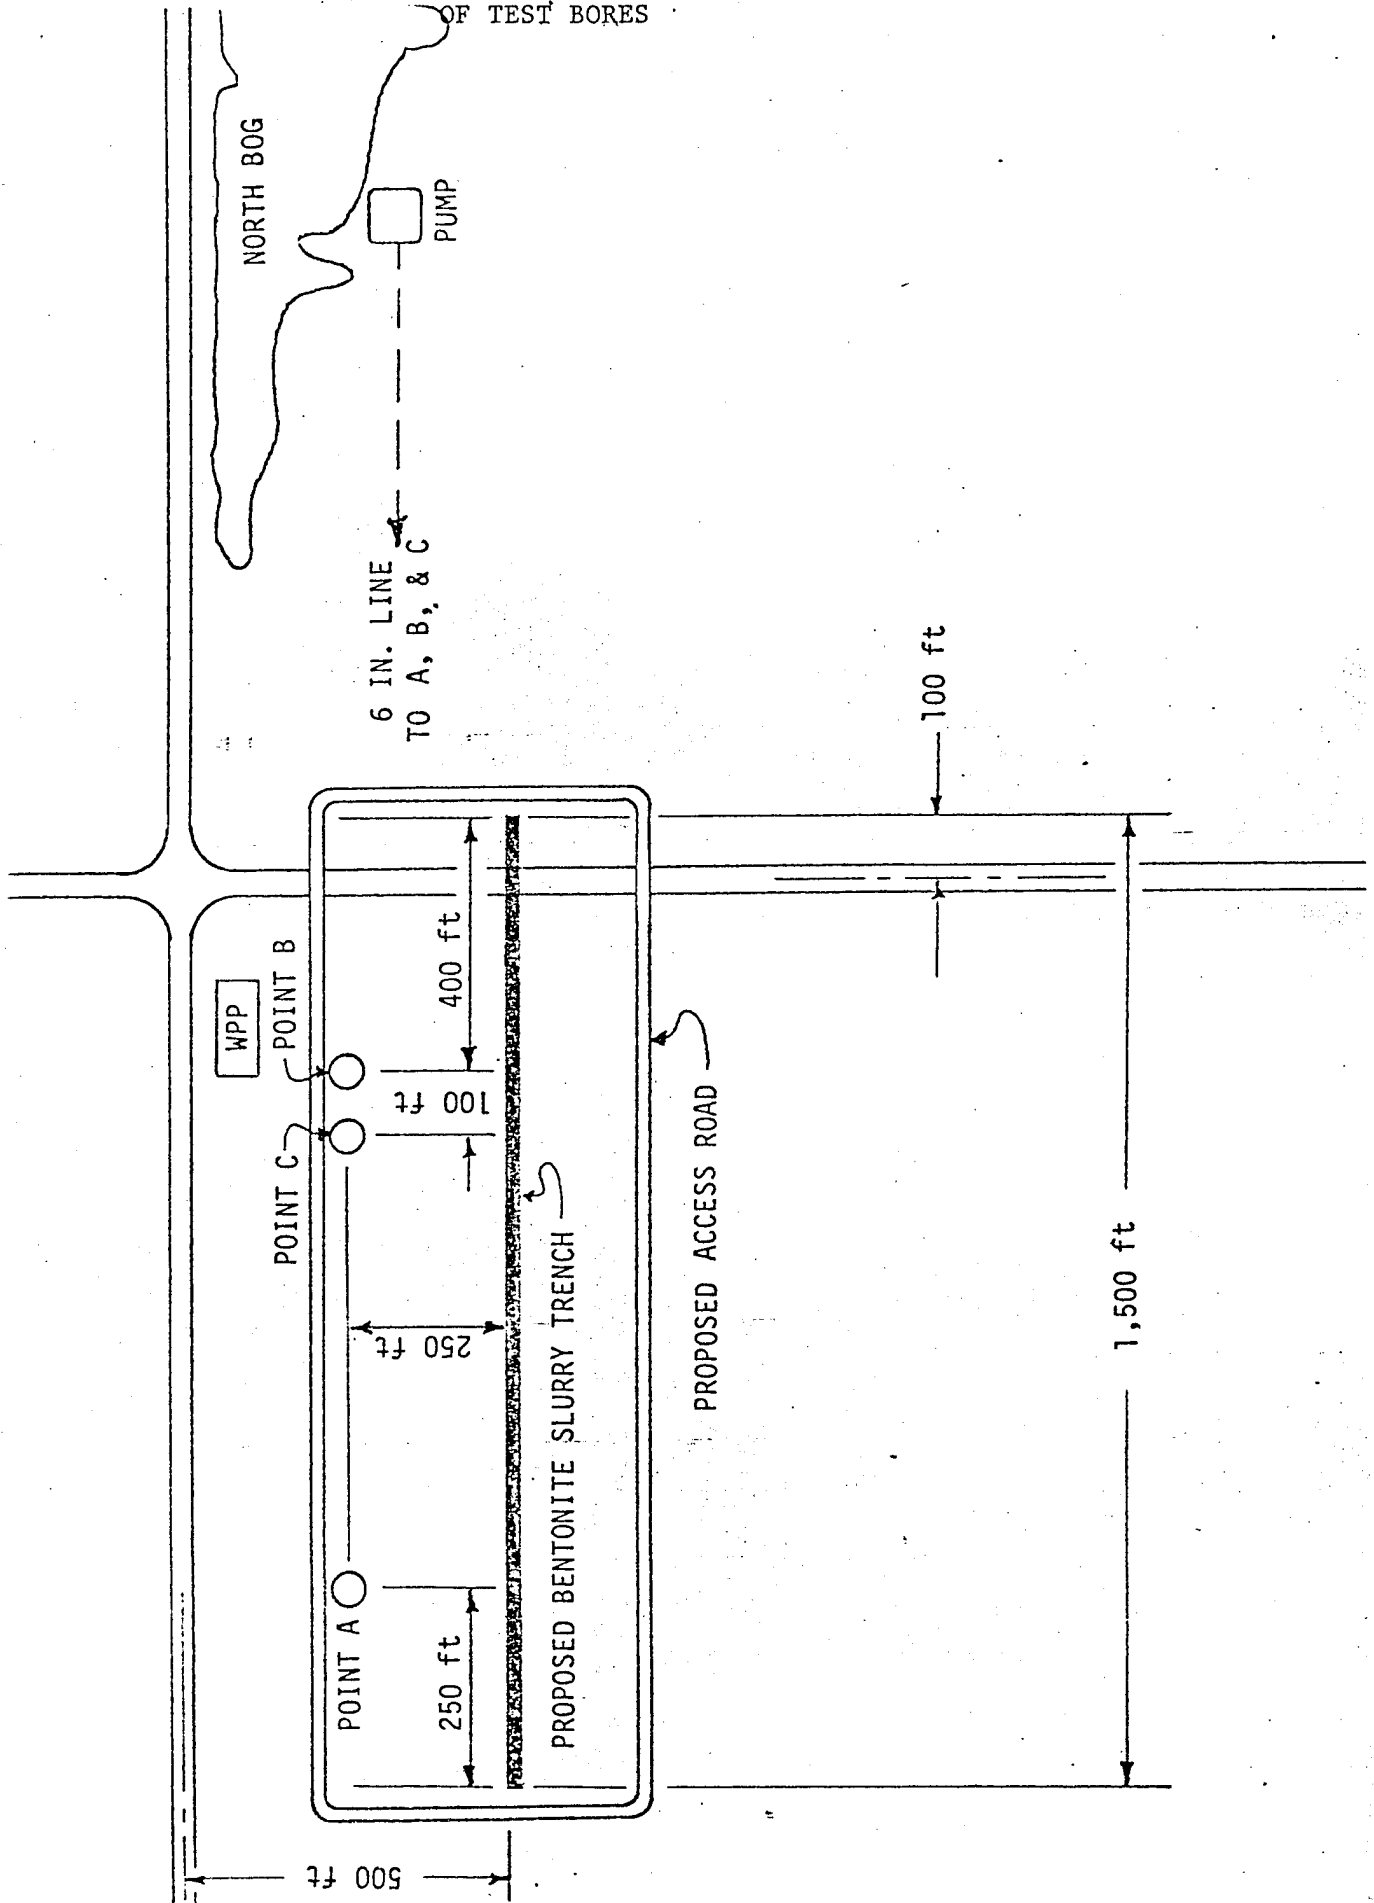 OF TEST BORES
NORTH BOG
PUMP
6 IN. LINE
TO A, B, & C
100 ft
WPP
POINT B
400 ft
100 ft
POINT C
250 ft
POINT A
250 ft
PROPOSED BENTONITE SLURRY TRENCH
PROPOSED ACCESS ROAD
1,500 ft
500 ft